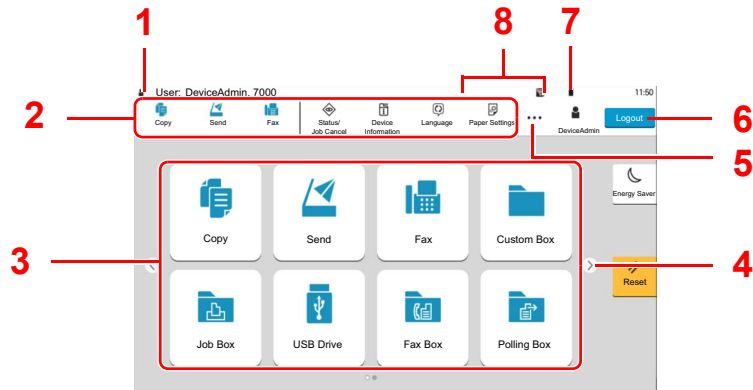 1
8
7
User: DeviceAdmin. 7000
11:50
2
Copy
Send
Fax
Status/
Job Cancel
Device
Information
Language
Paper Settings
DeviceAdmin
Logout
6
5
Energy Saver
3
Copy
Send
Fax
Custom Box
4
Reset
Job Box
USB Drive
Fax Box
Polling Box